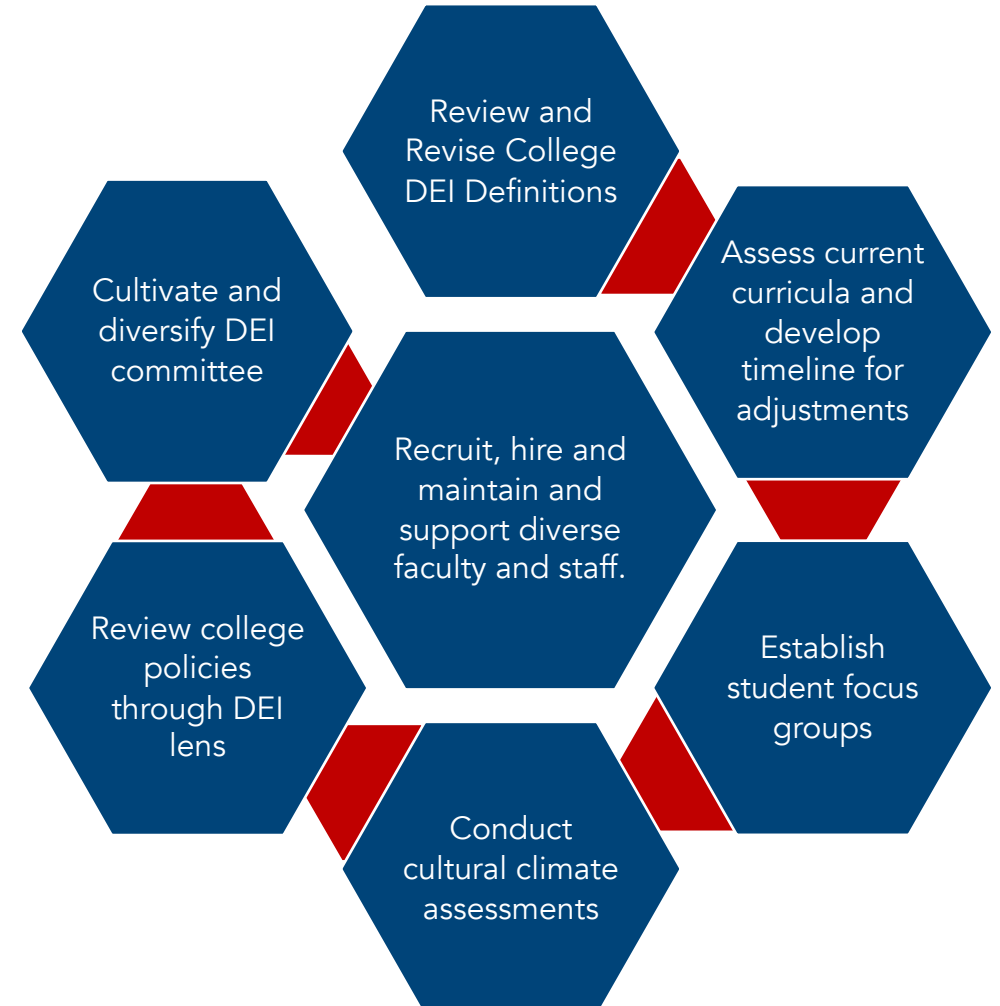 Review and
Revise College
DEI Definitions
Assess current
curricula and
develop
timeline for
adjustments
Cultivate and
diversify DEI
committee
Recruit, hire and
maintain and
support diverse
faculty and staff.
Review college
policies
through DEI
lens
Establish
student focus
groups
Conduct
cultural climate
assessments